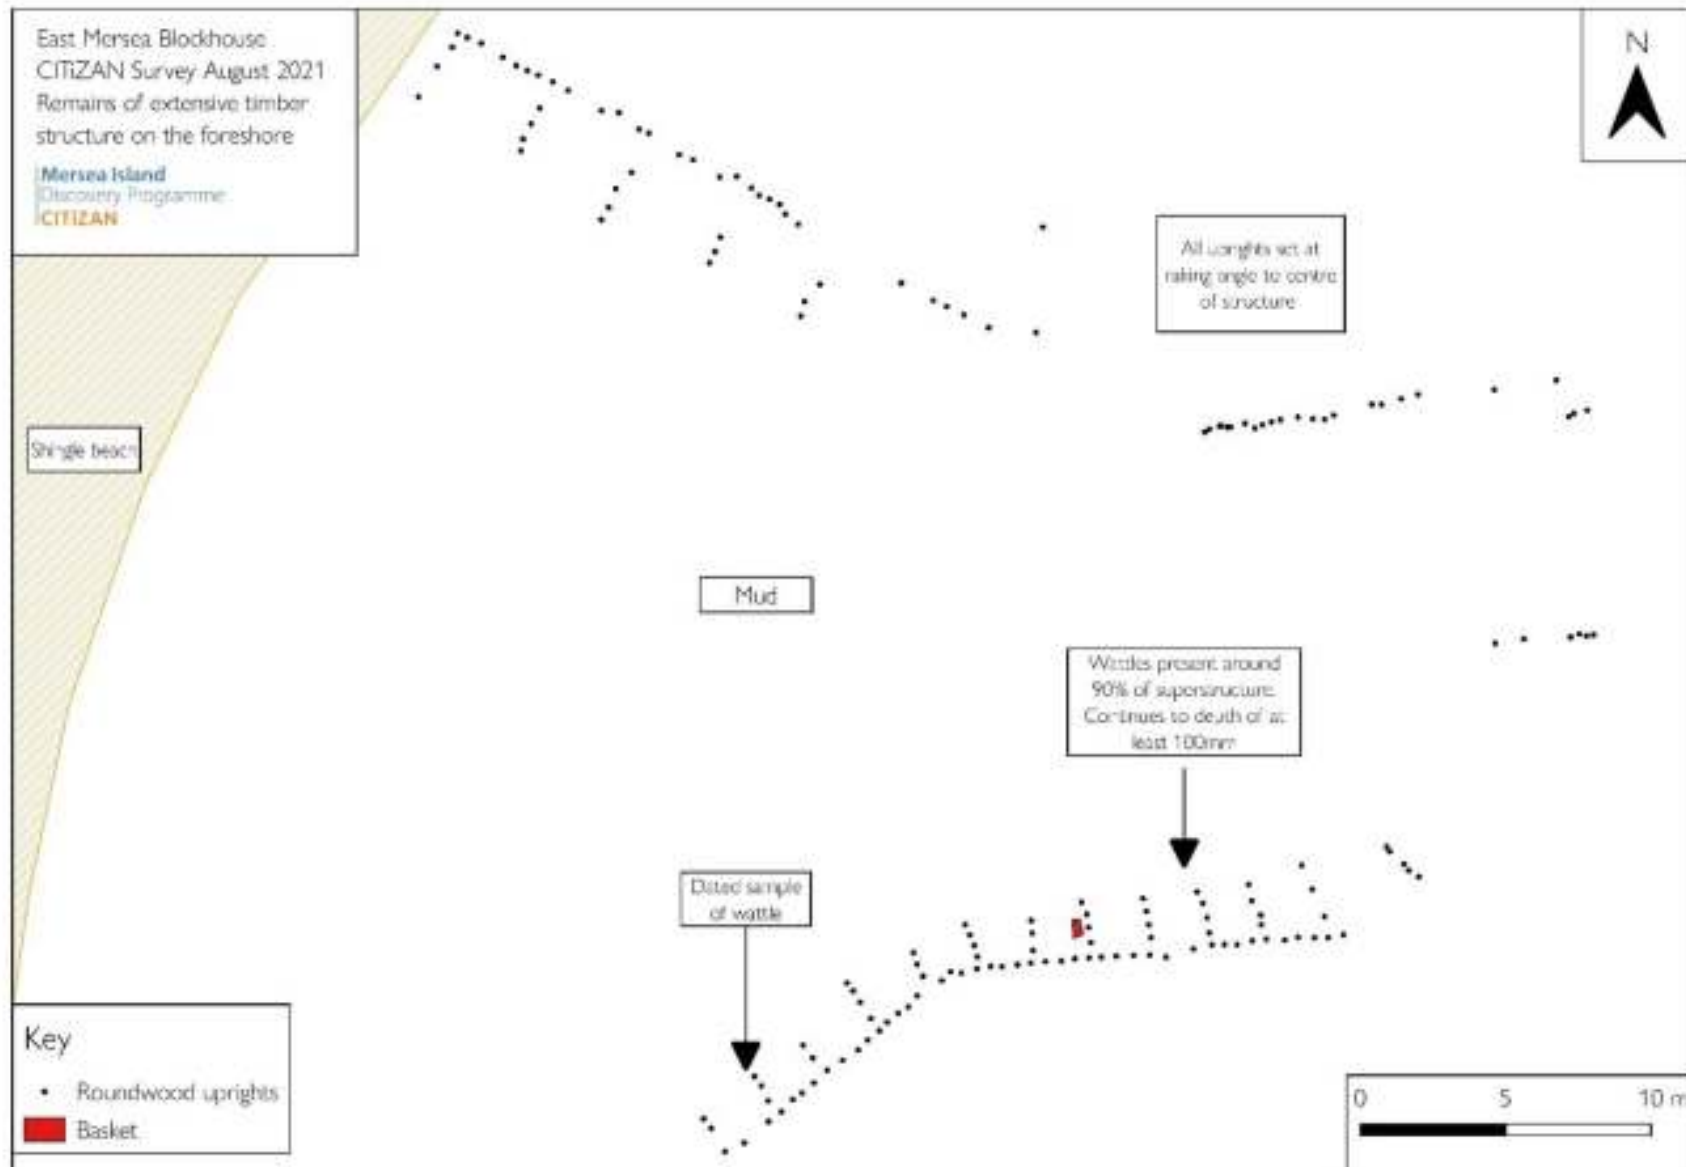 East Mersea Blockhouse
CITiZAN Survey August 2021
Remains of extensive timber
structure on the foreshore
Mersea Island
Discovery Programme
CITiZAN
N
All uprights set at
raking angle to centre
of structure
Shingle beach
Mud
Wattles present around
90% of superstructure.
Continues to depth of at
least 100mm
Dated sample
of wattle
Key
Roundwood uprights
Basket
0 5 10 m